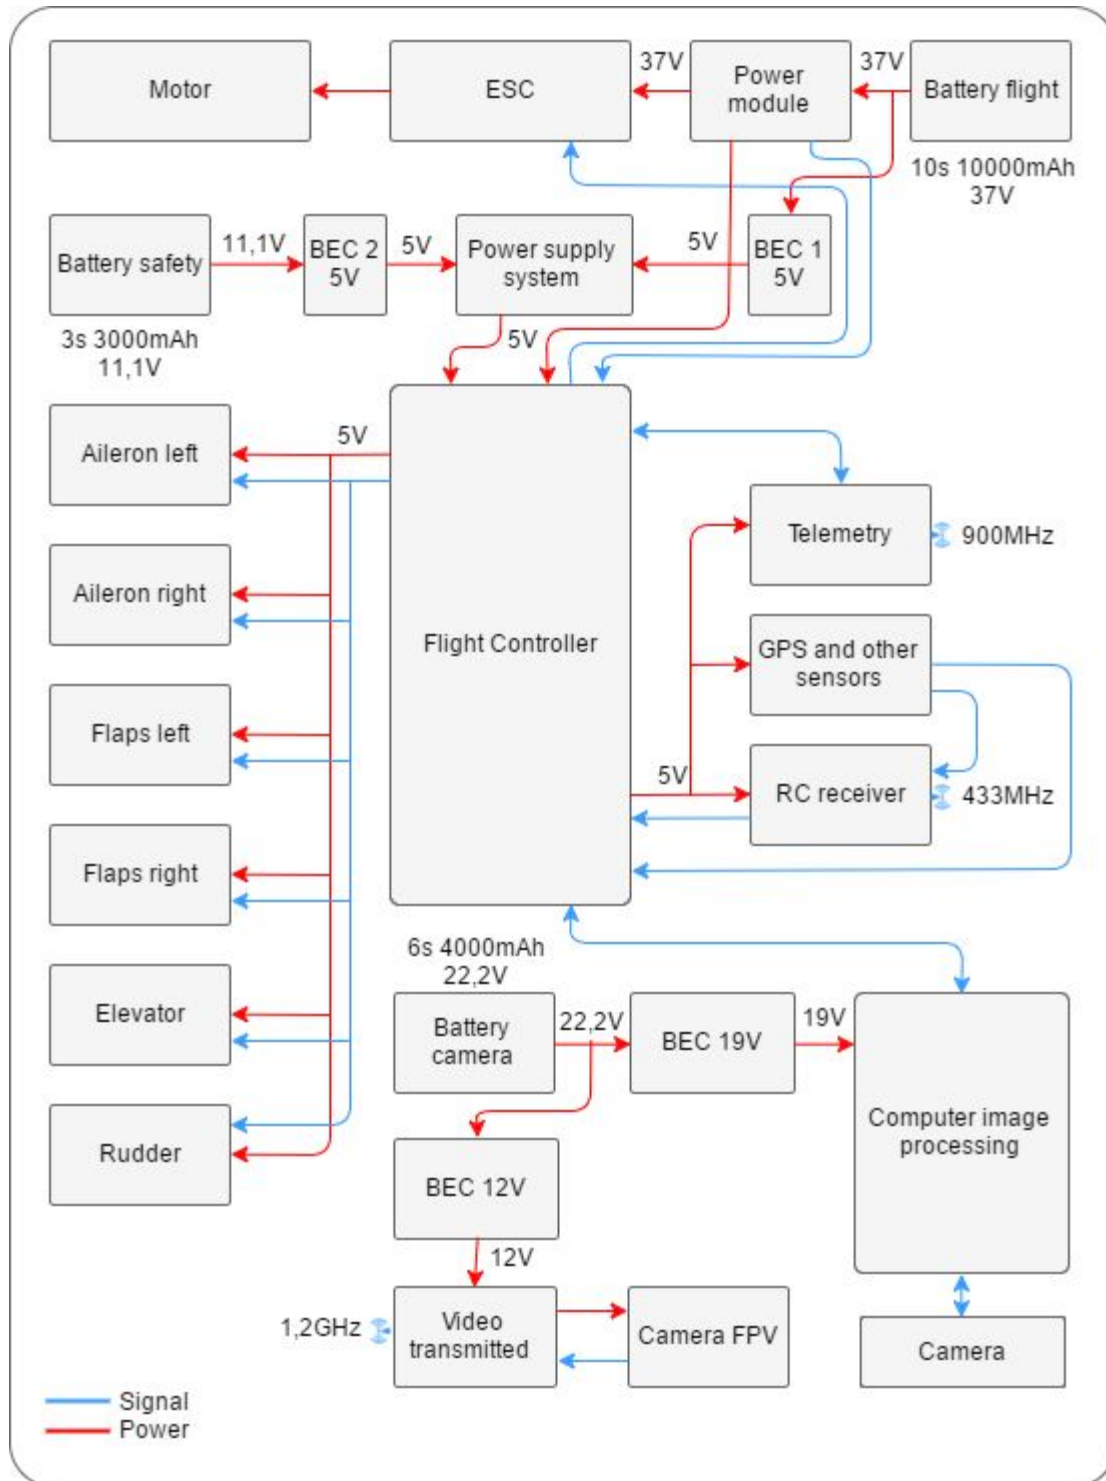 Motor
ESC
37V
Power
module
37V
Battery flight
10s 10000mAh
37V
Battery safety
11,1V
BEC 2
5V
5V
Power supply
system
5V
BEC 1
5V
3s 3000mAh
11,1V
5V
Aileron left
5V
Flight Controller
Telemetry
900MHz
Aileron right
GPS and other
sensors
Flaps left
5V
RC receiver
433MHz
Flaps right
Elevator
Rudder
6s 4000mAh
22,2V
Battery
camera
22,2V
BEC 19V
19V
Computer image
processing
BEC 12V
12V
1,2GHz
Video
transmitted
Camera FPV
Camera
Signal
Power